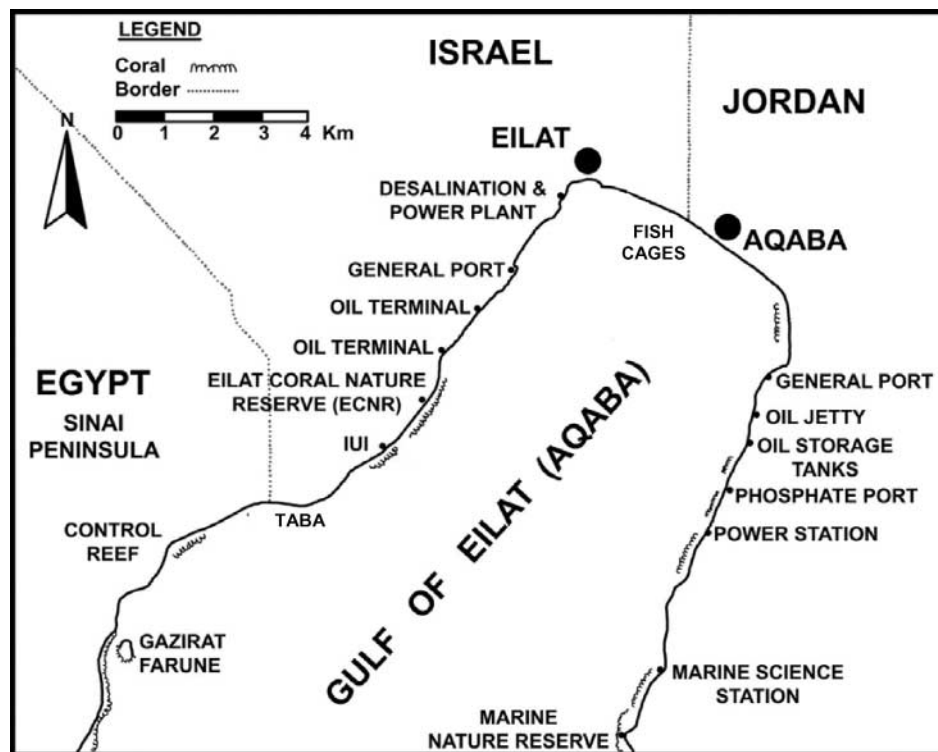 LEGEND
Coral
Border
0 1 2 3 4 Km
N
ISRAEL
JORDAN
EILAT
DESALINATION &
POWER PLANT
FISH
CAGES
AQABA
GENERAL PORT
OIL TERMINAL
OIL TERMINAL
EGYPT
SINAI
PENINSULA
EILAT CORAL NATURE
RESERVE (ECNR)
IUI
GENERAL PORT
OIL JETTY
OIL STORAGE
TANKS
PHOSPHATE PORT
POWER STATION
TABA
CONTROL
REEF
GULF OF EILAT (AQABA)
GAZIRAT
FARUNE
MARINE SCIENCE
STATION
MARINE
NATURE RESERVE